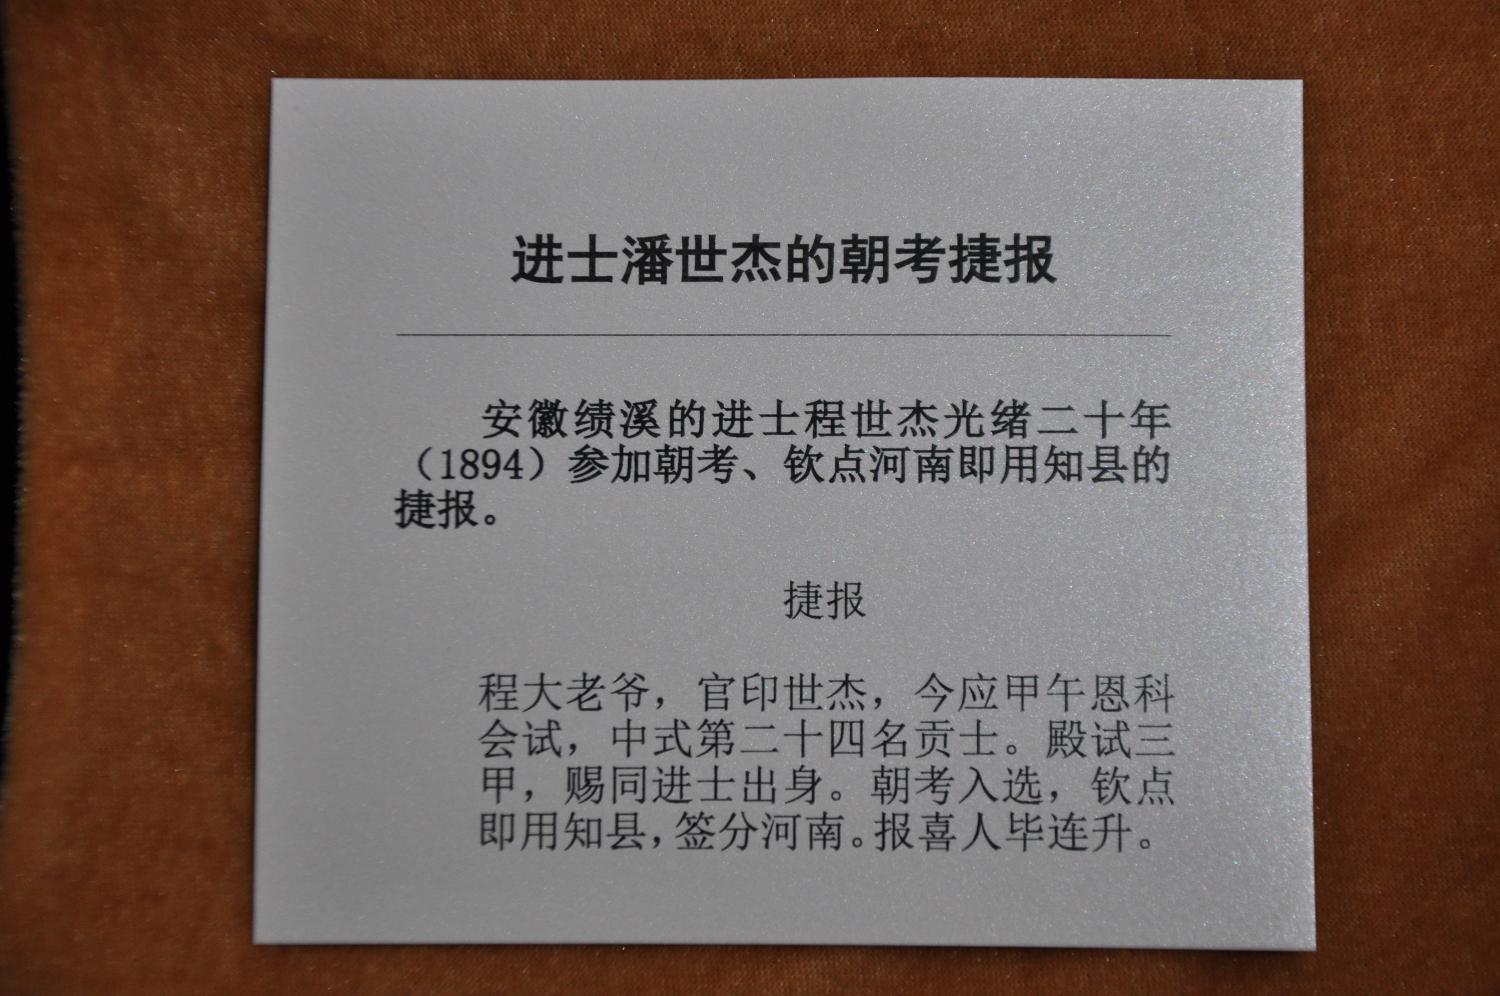 进士潘世杰的朝考捷报
安徽绩溪的进士程世杰光绪二十年
（1894）参加朝考、钦点河南即用知县的
捷报。
捷报
程大老爷，官印世杰，今应甲午恩科
会试，中式第二十四名贡士。殿试三
甲，赐同进士出身。朝考入选，钦点
即用知县，签分河南。报喜人毕连升。